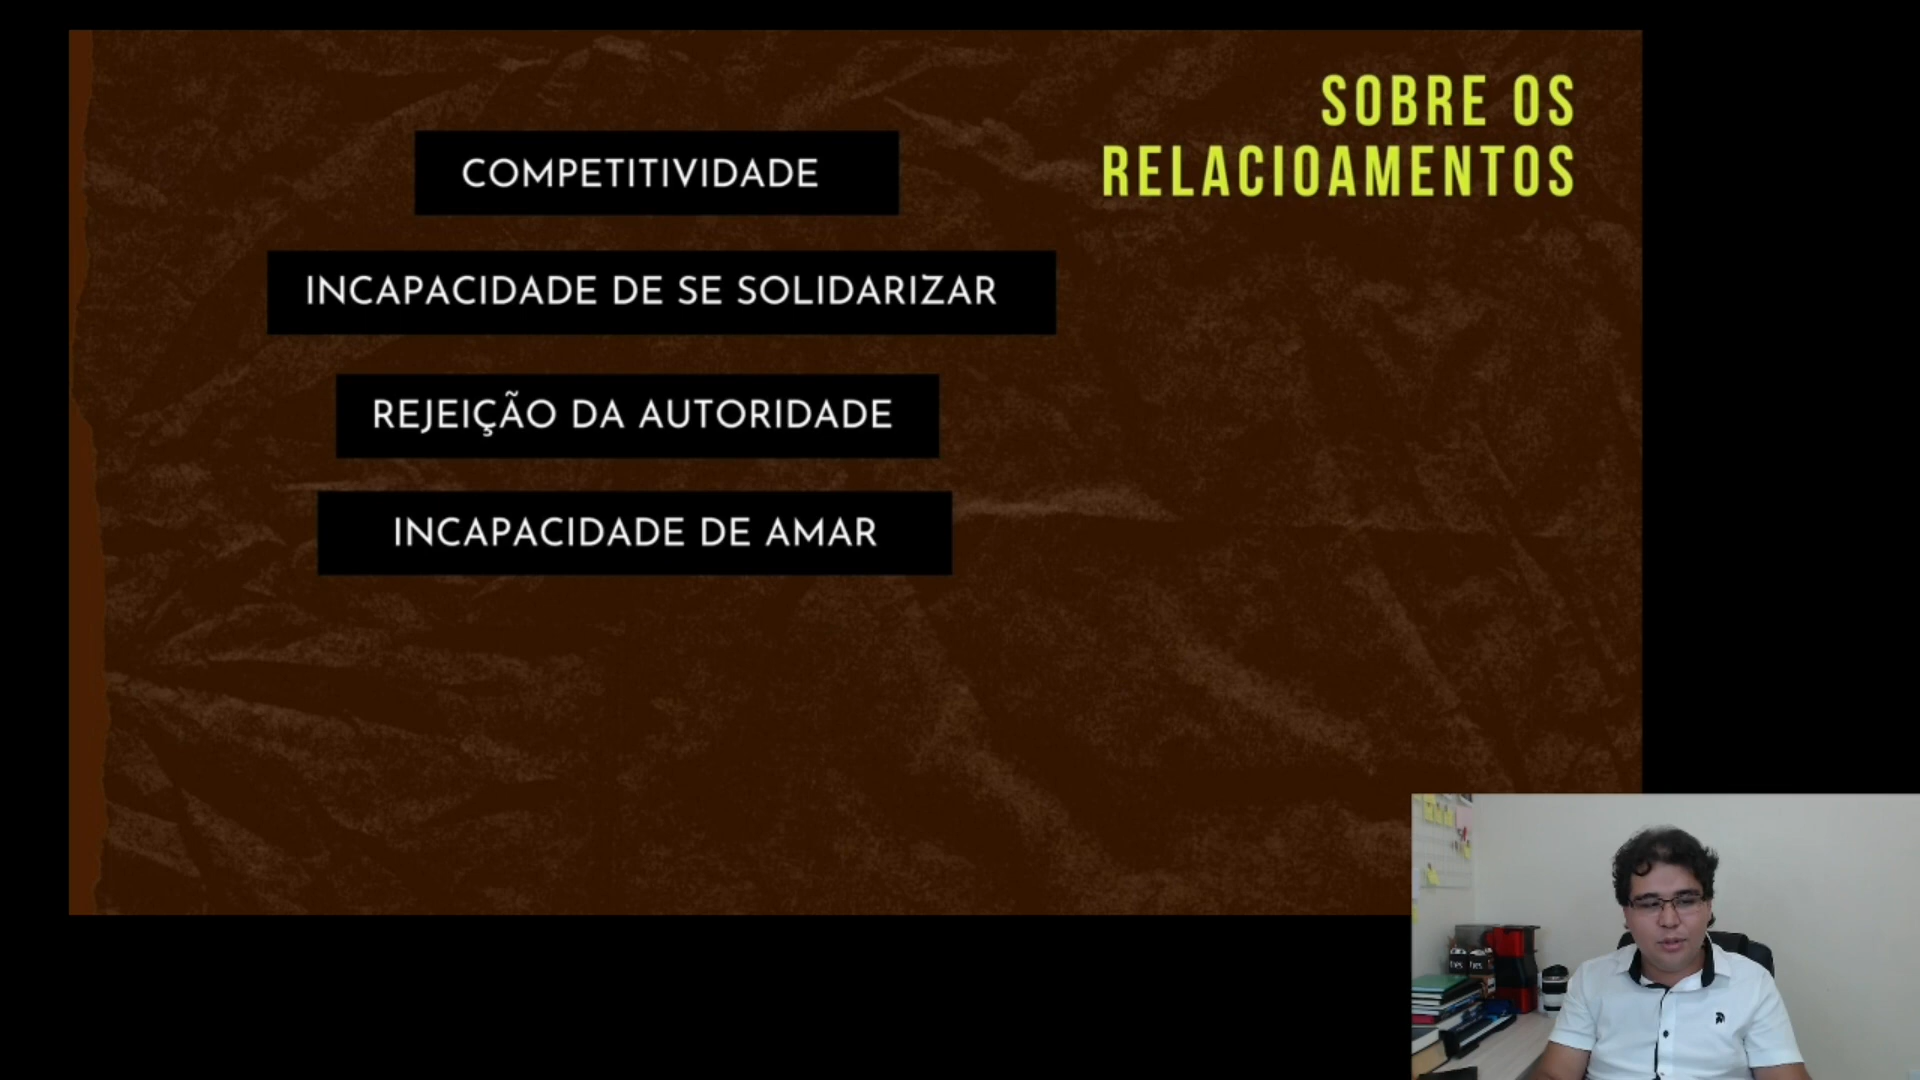 SOBRE OS
RELACIOAMENTOS
COMPETITIVIDADE
INCAPACIDADE DE SE SOLIDARIZAR
REJEIÇÃO DA AUTORIDADE
INCAPACIDADE DE AMAR